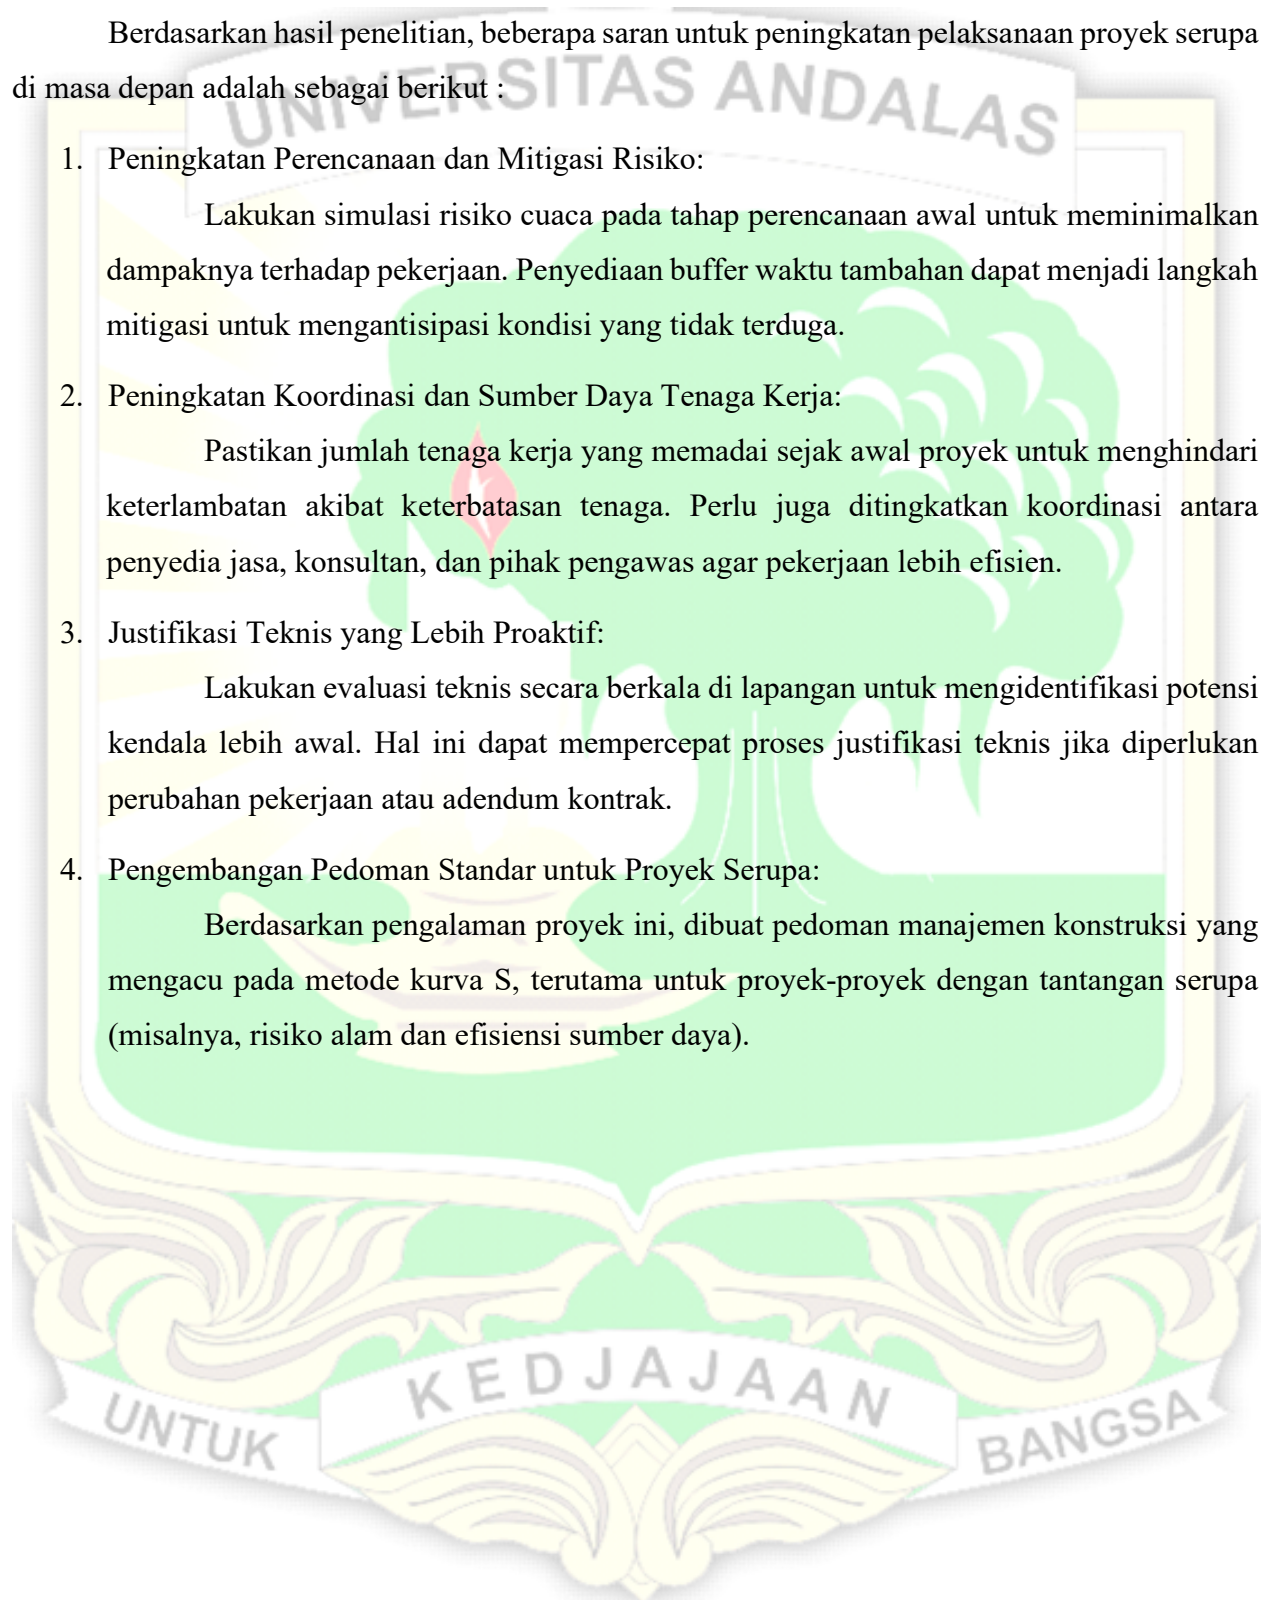 Berdasarkan hasil penelitian, beberapa saran untuk peningkatan pelaksanaan proyek serupa
di masa depan adalah sebagai berikut :
UNIVERSITAS ANDALAS
1. Peningkatan Perencanaan dan Mitigasi Risiko:
Lakukan simulasi risiko cuaca pada tahap perencanaan awal untuk meminimalkan
dampaknya terhadap pekerjaan. Penyediaan buffer waktu tambahan dapat menjadi langkah
mitigasi untuk mengantisipasi kondisi yang tidak terduga.
2. Peningkatan Koordinasi dan Sumber Daya Tenaga Kerja:
Pastikan jumlah tenaga kerja yang memadai sejak awal proyek untuk menghindari
keterlambatan akibat keterbatasan tenaga. Perlu juga ditingkatkan koordinasi antara
penyedia jasa, konsultan, dan pihak pengawas agar pekerjaan lebih efisien.
3. Justifikasi Teknis yang Lebih Proaktif:
Lakukan evaluasi teknis secara berkala di lapangan untuk mengidentifikasi potensi
kendala lebih awal. Hal ini dapat mempercepat proses justifikasi teknis jika diperlukan
perubahan pekerjaan atau adendum kontrak.
4. Pengembangan Pedoman Standar untuk Proyek Serupa:
Berdasarkan pengalaman proyek ini, dibuat pedoman manajemen konstruksi yang
mengacu pada metode kurva S, terutama untuk proyek-proyek dengan tantangan serupa
(misalnya, risiko alam dan efisiensi sumber daya).
UNTUK KEDJAJAAN BANGSA